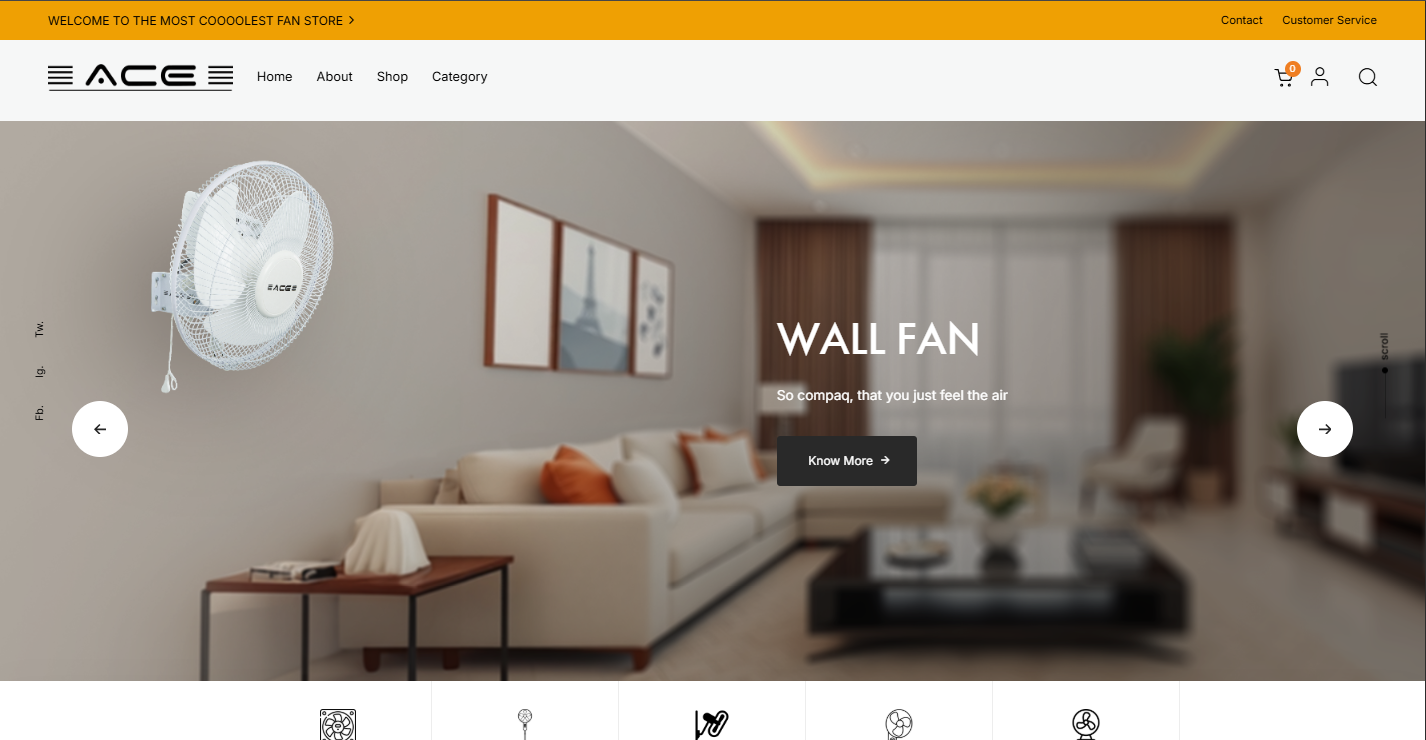 WELCOME TO THE MOST COOOOLEST FAN STORE
Contact
Customer Service
ACE
Home
About
Shop
Category
0
ACE
Tw.
Ig.
Fb.
WALL FAN
So compaq, that you just feel the air
Know More
scroll